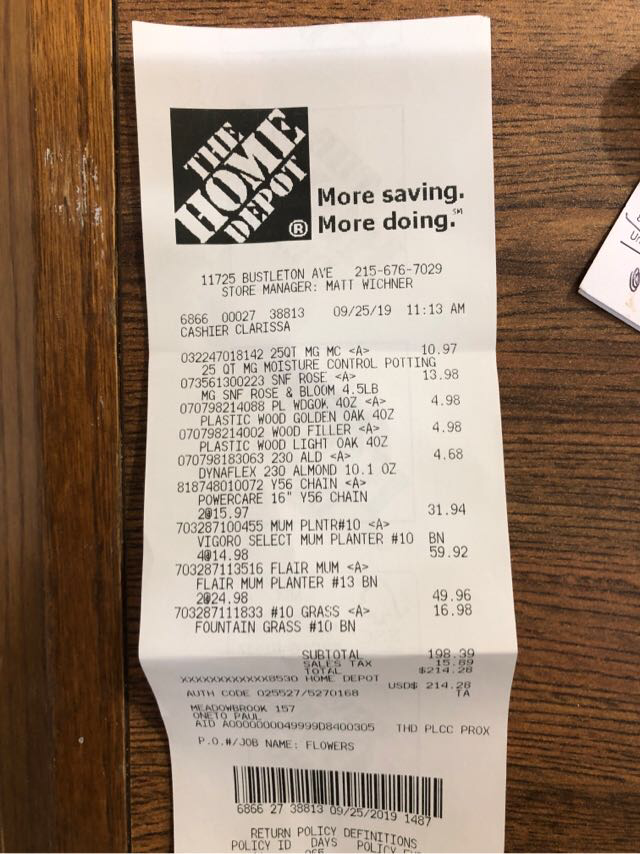 THE
HOME
DEPOT
®
More saving.
More doing.℠
11725 BUSTLETON AVE 215-676-7029
STORE MANAGER: MATT WICHNER
6866 00027 38813 09/25/19 11:13 AM
CASHIER CLARISSA
032247018142 25QT MG MC <A> 10.97
25 QT MG MOISTURE CONTROL POTTING
073561300223 SNF ROSE <A> 13.98
MG SNF ROSE & BLOOM 4.5LB
070798214088 PL WDGOK 4OZ <A> 4.98
PLASTIC WOOD GOLDEN OAK 4OZ
070798214002 WOOD FILLER <A> 4.98
PLASTIC WOOD LIGHT OAK 4OZ
070798183063 230 ALD <A> 4.68
DYNAFLEX 230 ALMOND 10.1 OZ
818748010072 Y56 CHAIN <A>
POWERCARE 16" Y56 CHAIN
2@15.97 31.94
703287100455 MUM PLNTR#10 <A>
VIGORO SELECT MUM PLANTER #10 BN
4@14.98 59.92
703287113516 FLAIR MUM <A>
FLAIR MUM PLANTER #13 BN
2@24.98 49.96
703287111833 #10 GRASS <A> 16.98
FOUNTAIN GRASS #10 BN
SUBTOTAL 198.39
SALES TAX 15.89
TOTAL $214.28
XXXXXXXXXXXX8530 HOME DEPOT
USD$ 214.28
AUTH CODE 025527/5270168 TA
MEADOWBROOK 157
ONETO PAUL
AID A0000000049999D8400305 THD PLCC PROX
P.O.#/JOB NAME: FLOWERS
6866 27 38813 09/25/2019 1487
RETURN POLICY DEFINITIONS
POLICY ID DAYS POLICY